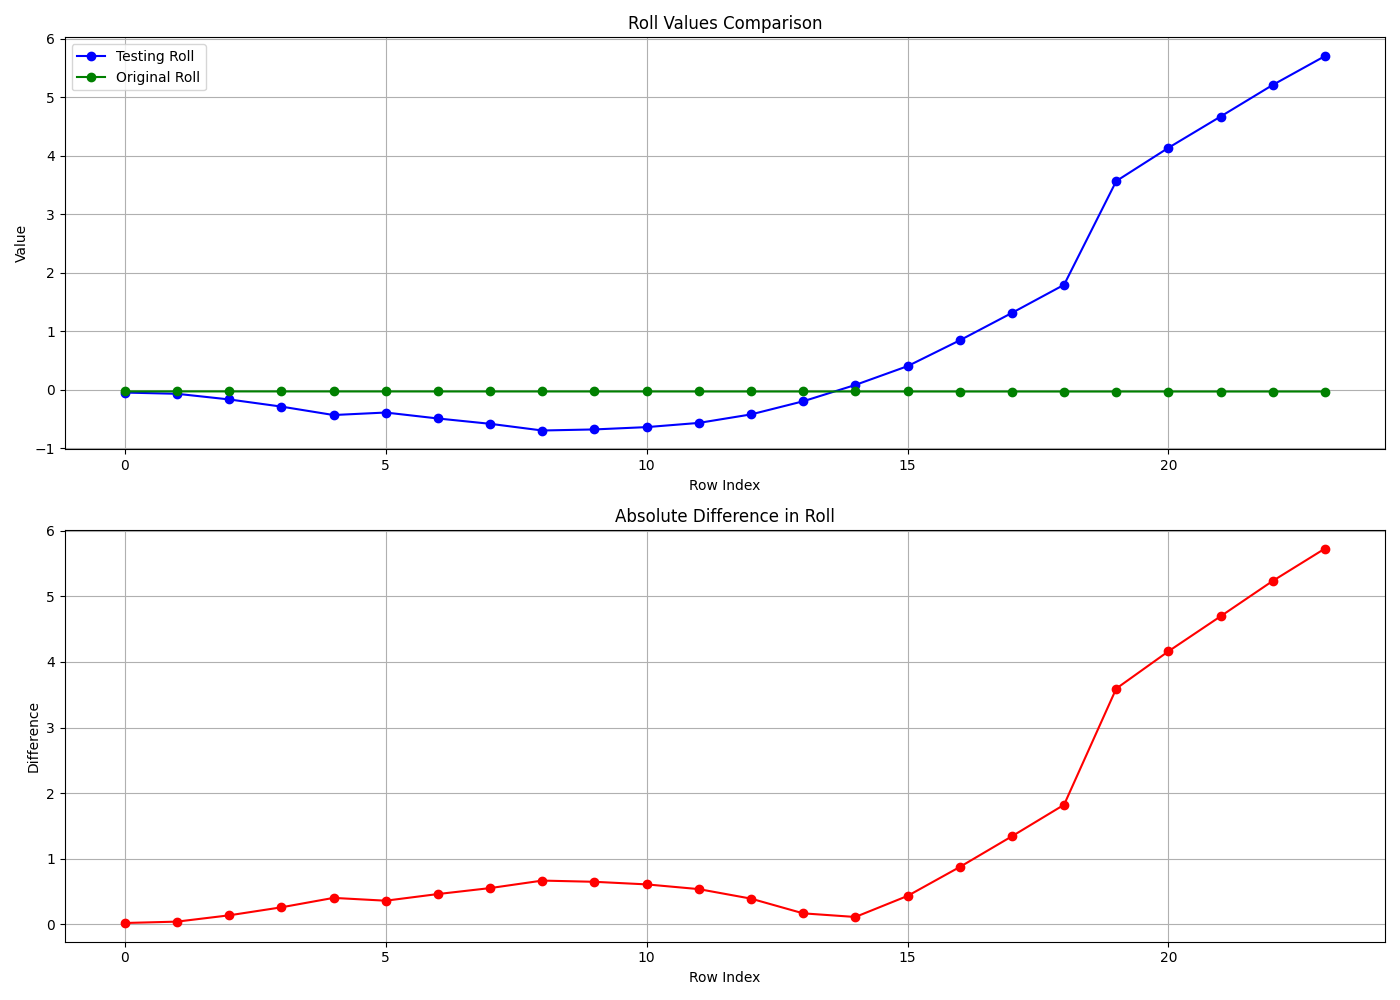 Roll Values Comparison
Testing Roll
Original Roll
6
5
4
3
2
1
0
−1
Value
0 5 10 15 20
Row Index
Absolute Difference in Roll
6
5
4
3
2
1
0
Difference
0 5 10 15 20
Row Index